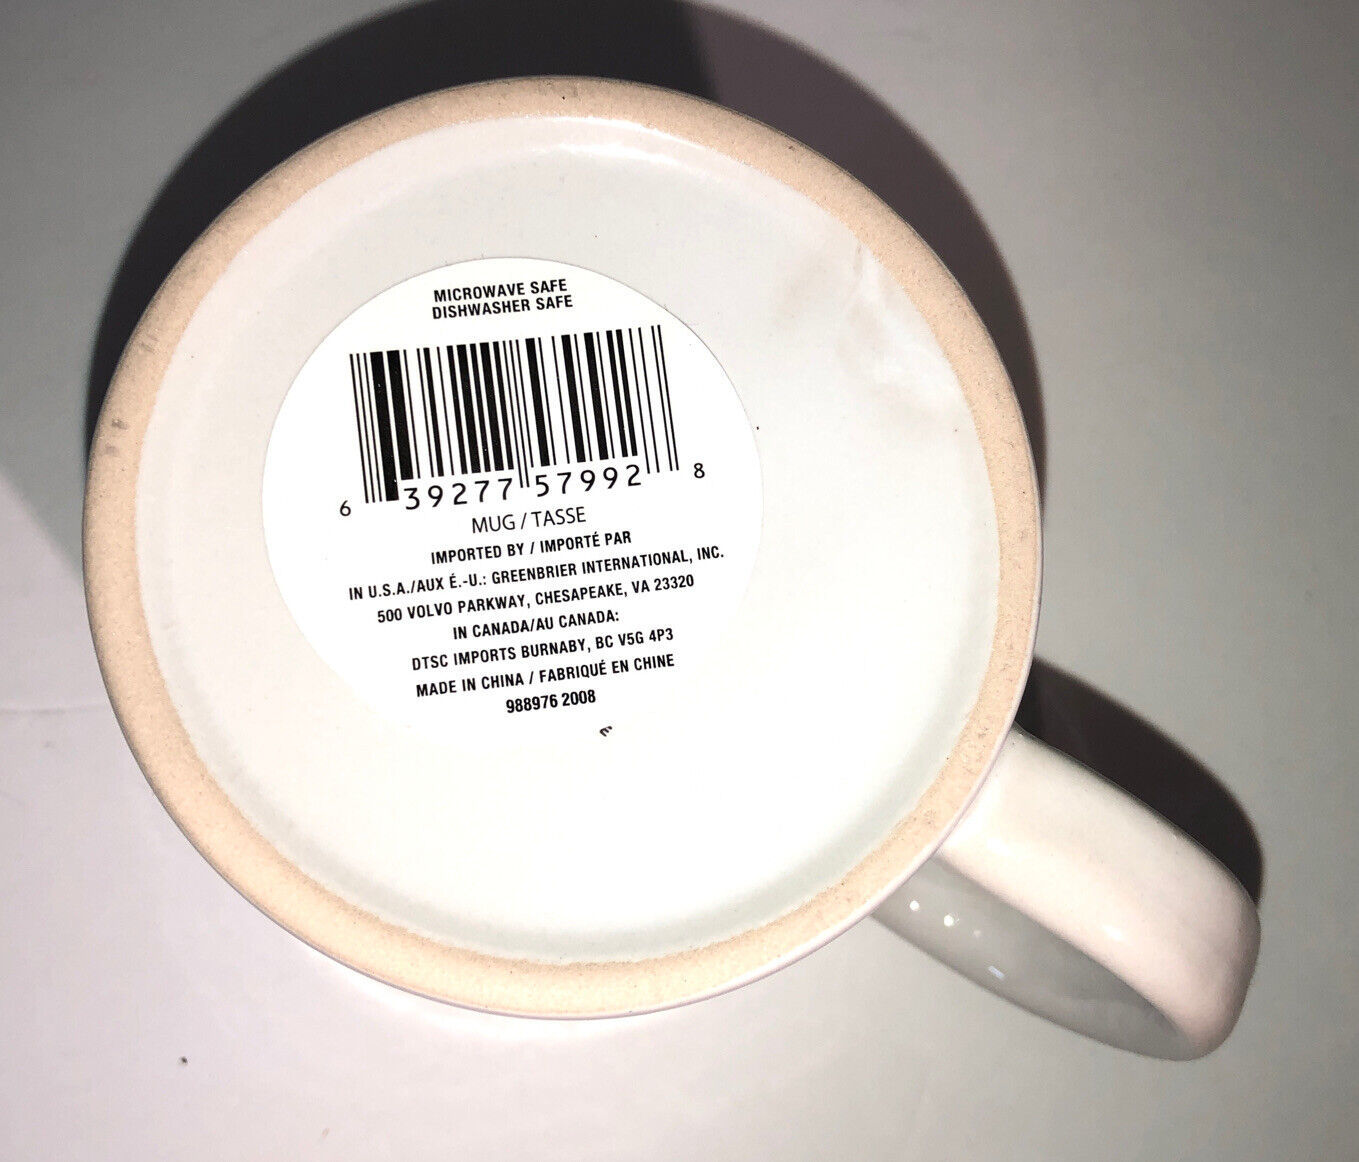 MICROWAVE SAFE
DISHWASHER SAFE
6 39277 57992 8
MUG / TASSE
IMPORTED BY / IMPORTÉ PAR
IN U.S.A./AUX É.-U.: GREENBRIER INTERNATIONAL, INC.
500 VOLVO PARKWAY, CHESAPEAKE, VA 23320
IN CANADA/AU CANADA:
DTSC IMPORTS BURNABY, BC V5G 4P3
MADE IN CHINA / FABRIQUÉ EN CHINE
988976 2008